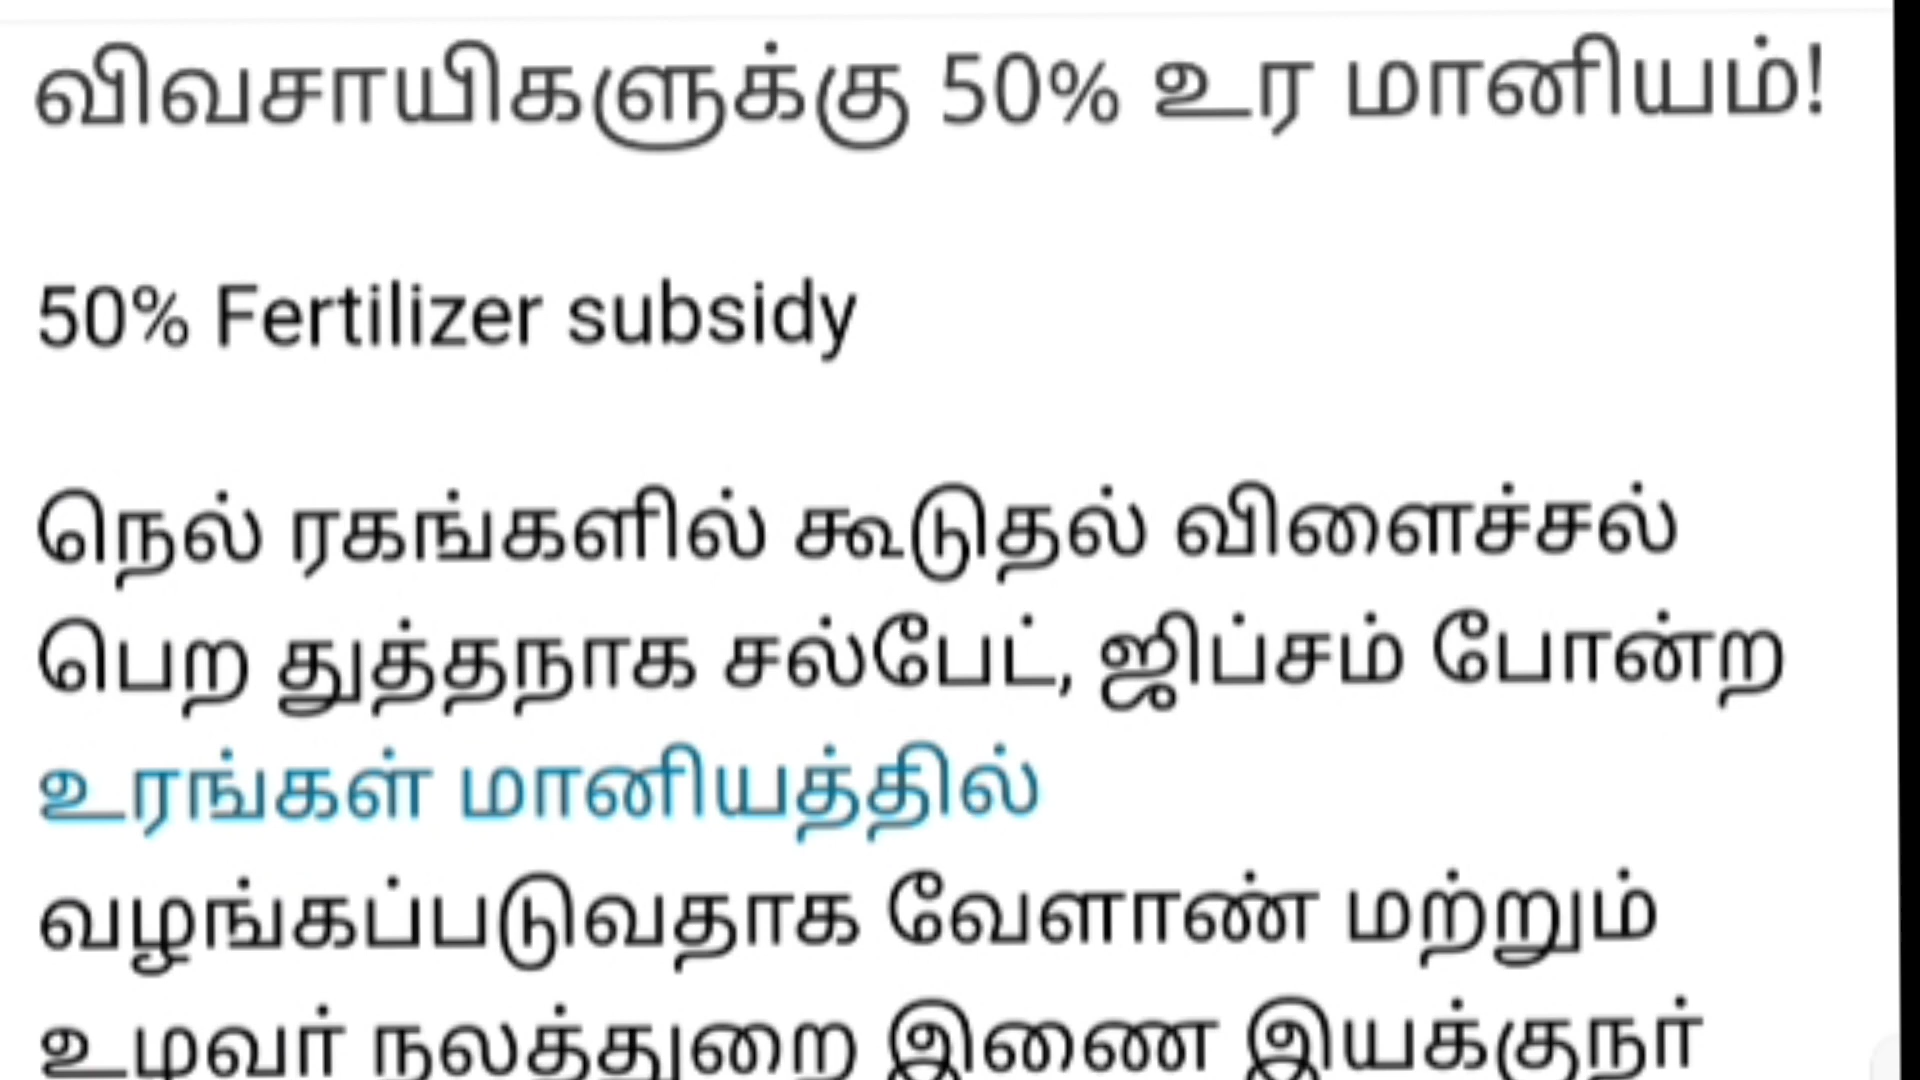 விவசாயிகளுக்கு 50% உர மானியம்!
50% Fertilizer subsidy
நெல் ரகங்களில் கூடுதல் விளைச்சல்
பெற துத்தநாக சல்பேட், ஜிப்சம் போன்ற
உரங்கள் மானியத்தில்
வழங்கப்படுவதாக வேளாண் மற்றும்
உழவர் நலத்துறை இணை இயக்குநர்